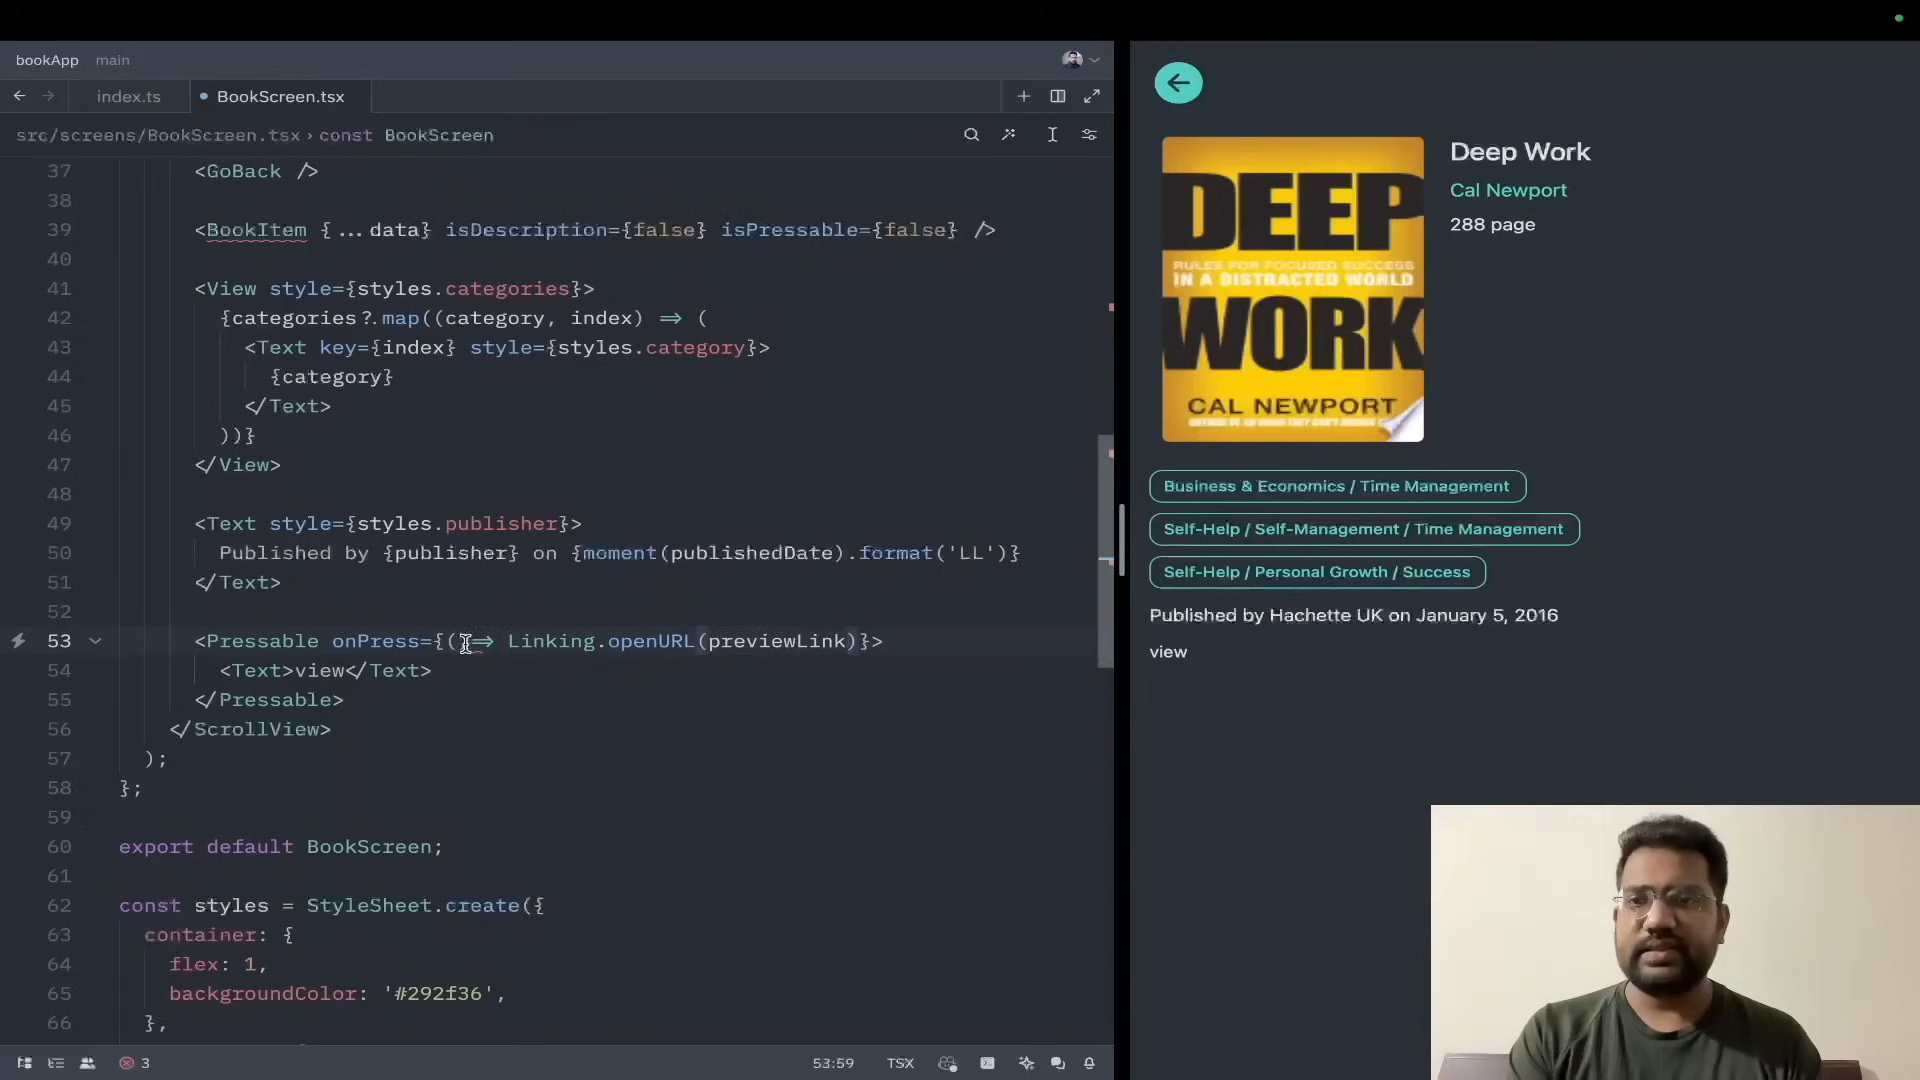 bookApp main
index.ts
BookScreen.tsx
src/screens/BookScreen.tsx › const BookScreen
37 <GoBack />
38
39 <BookItem {...data} isDescription={false} isPressable={false} />
40
41 <View style={styles.categories}>
42 {categories?.map((category, index) => (
43 <Text key={index} style={styles.category}>
44 {category}
45 </Text>
46 ))}
47 </View>
48
49 <Text style={styles.publisher}>
50 Published by {publisher} on {moment(publishedDate).format('LL')}
51 </Text>
52
53 <Pressable onPress={() => Linking.openURL(previewLink)}>
54 <Text>view</Text>
55 </Pressable>
56 </ScrollView>
57 );
58 };
59
60 export default BookScreen;
61
62 const styles = StyleSheet.create({
63 container: {
64 flex: 1,
65 backgroundColor: '#292f36',
66 },
3
53:59
TSX
DEEP
RULES FOR FOCUSED SUCCESS
IN A DISTRACTED WORLD
WORK
CAL NEWPORT
Deep Work
Cal Newport
288 page
Business & Economics / Time Management
Self-Help / Self-Management / Time Management
Self-Help / Personal Growth / Success
Published by Hachette UK on January 5, 2016
view